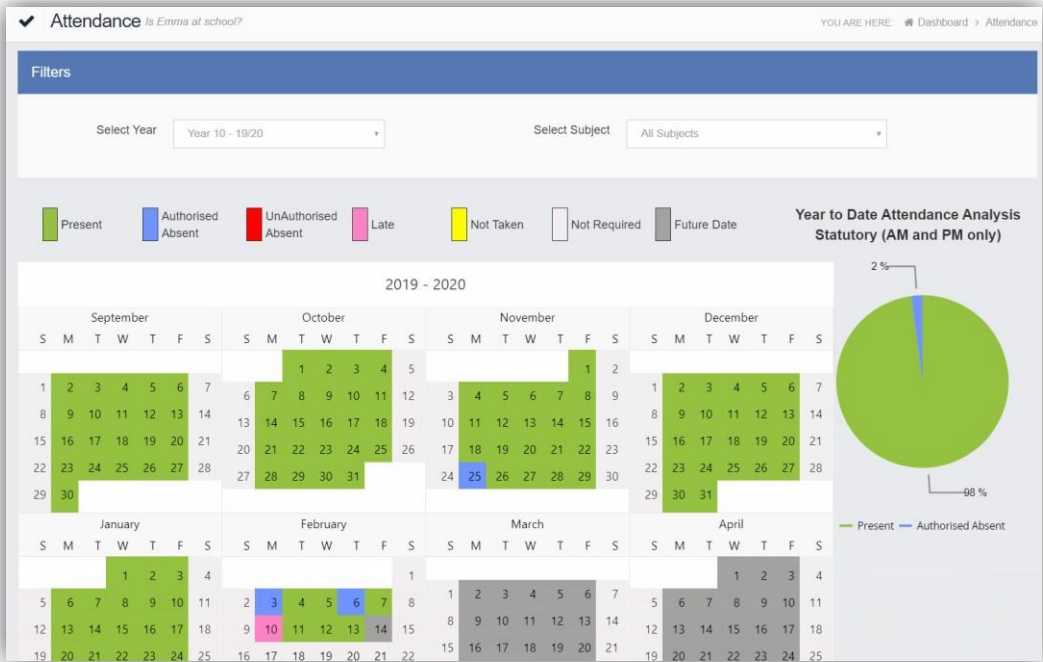 Attendance Is Emma at school?
YOU ARE HERE: Dashboard > Attendance
Filters
Select Year
Year 10 - 19/20
Select Subject
All Subjects
Present
Authorised Absent
UnAuthorised Absent
Late
Not Taken
Not Required
Future Date
Year to Date Attendance Analysis
Statutory (AM and PM only)
2 %
98 %
Present Authorised Absent
2019 - 2020
September
S M T W T F S
1 2 3 4 5 6 7
8 9 10 11 12 13 14
15 16 17 18 19 20 21
22 23 24 25 26 27 28
29 30
October
S M T W T F S
1 2 3 4 5
6 7 8 9 10 11 12
13 14 15 16 17 18 19
20 21 22 23 24 25 26
27 28 29 30 31
November
S M T W T F S
1 2
3 4 5 6 7 8 9
10 11 12 13 14 15 16
17 18 19 20 21 22 23
24 25 26 27 28 29 30
December
S M T W T F S
1 2 3 4 5 6 7
8 9 10 11 12 13 14
15 16 17 18 19 20 21
22 23 24 25 26 27 28
29 30 31
January
S M T W T F S
1 2 3 4
5 6 7 8 9 10 11
12 13 14 15 16 17 18
19 20 21 22 23 24 25
February
S M T W T F S
1
2 3 4 5 6 7 8
9 10 11 12 13 14 15
16 17 18 19 20 21 22
March
S M T W T F S
1 2 3 4 5 6 7
8 9 10 11 12 13 14
15 16 17 18 19 20 21
April
S M T W T F S
1 2 3 4
5 6 7 8 9 10 11
12 13 14 15 16 17 18
19 20 21 22 23 24 25